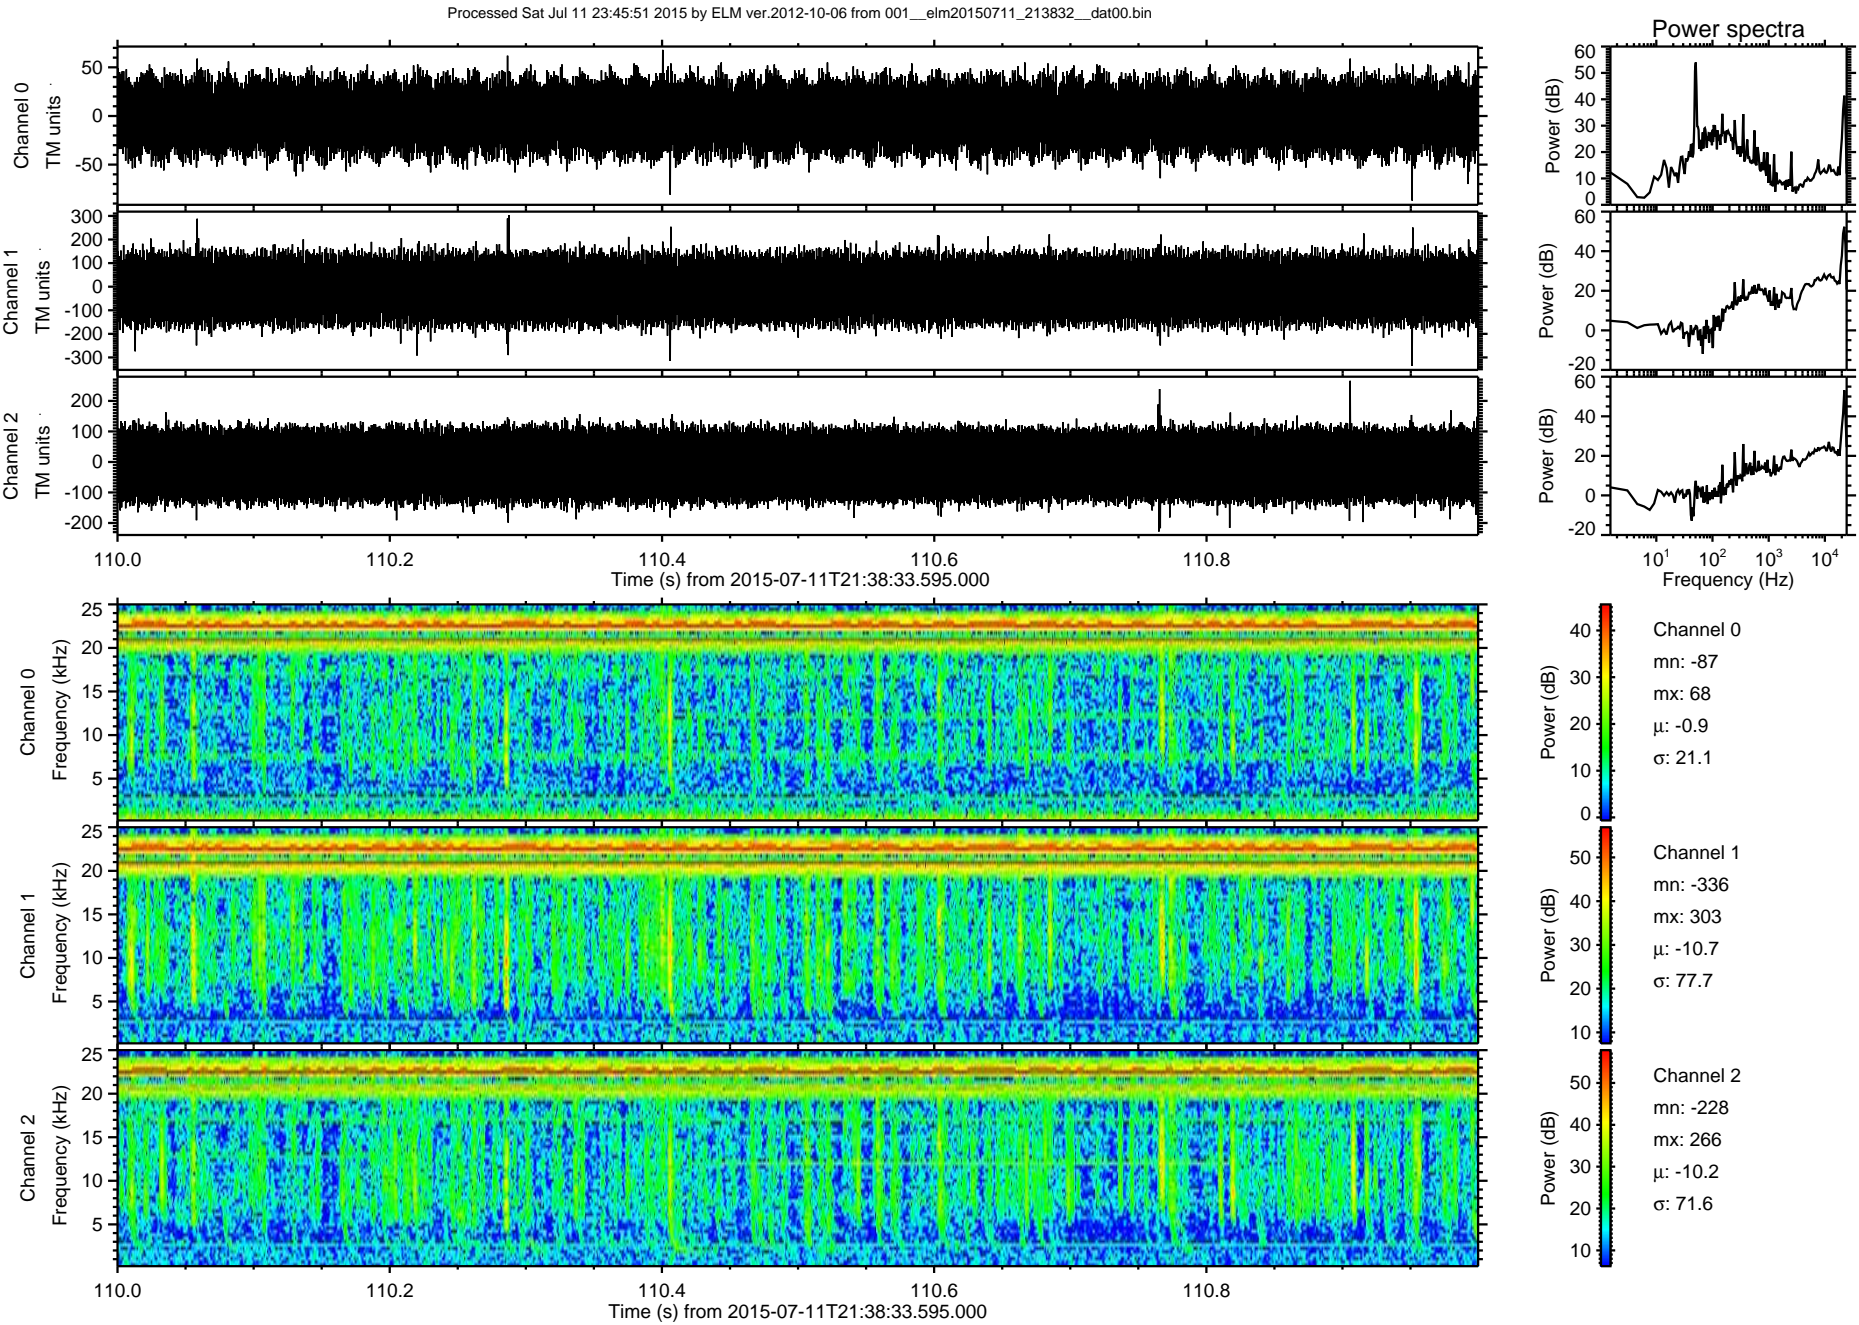 Processed Sat Jul 11 23:45:51 2015 by ELM ver.2012-10-06 from 001__elm20150711_213832__dat00.bin
Power spectra
Channel 0
TM units
50
0
-50
Power (dB)
60
50
40
30
20
10
0
Channel 1
TM units
300
200
100
0
-100
-200
-300
Power (dB)
60
40
20
0
-20
Channel 2
TM units
200
100
0
-100
-200
Power (dB)
60
40
20
0
-20
110.0 110.2 110.4 110.6 110.8
Time (s) from 2015-07-11T21:38:33.595.000
10¹ 10² 10³ 10⁴
Frequency (Hz)
Channel 0
Frequency (kHz)
25
20
15
10
5
Power (dB)
40
30
20
10
0
Channel 0
mn: -87
mx: 68
µ: -0.9
σ: 21.1
Channel 1
Frequency (kHz)
25
20
15
10
5
Power (dB)
50
40
30
20
10
Channel 1
mn: -336
mx: 303
µ: -10.7
σ: 77.7
Channel 2
Frequency (kHz)
25
20
15
10
5
Power (dB)
50
40
30
20
10
Channel 2
mn: -228
mx: 266
µ: -10.2
σ: 71.6
110.0 110.2 110.4 110.6 110.8
Time (s) from 2015-07-11T21:38:33.595.000